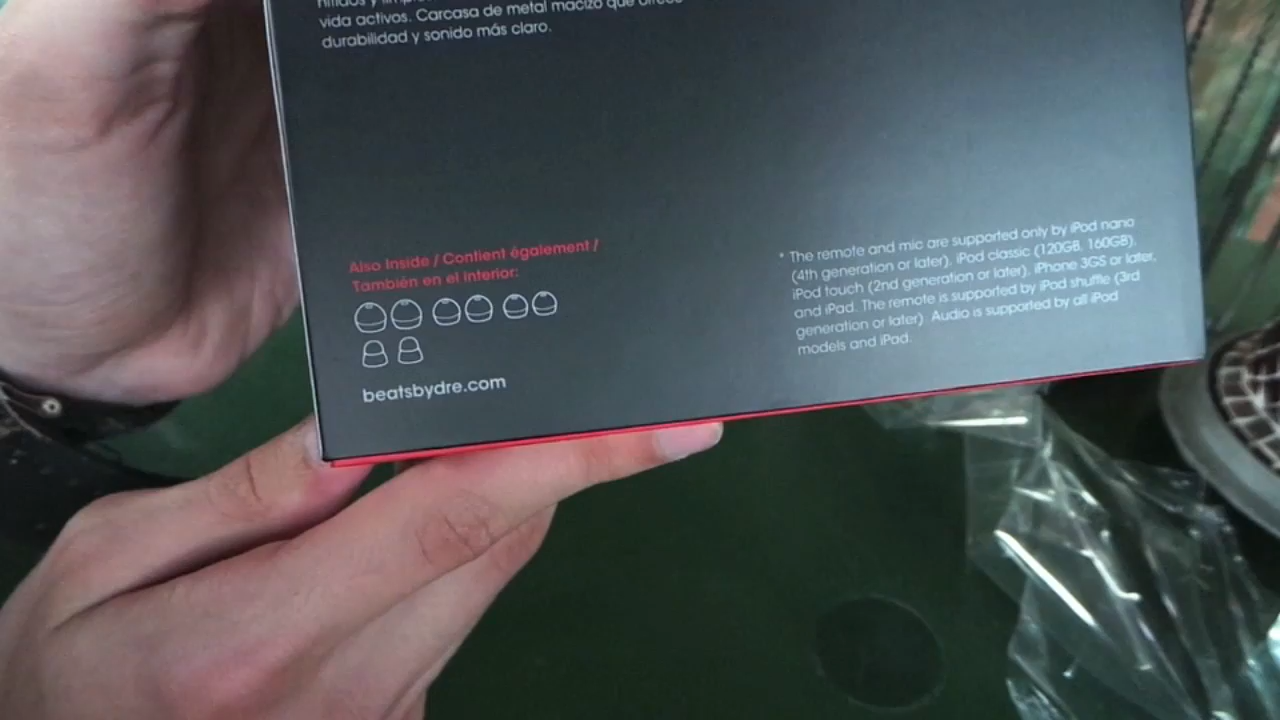 vida activos. Carcasa de metal macizo que ofrece
durabilidad y sonido más claro.
Also Inside / Contient également /
También en el interior:
beatsbydre.com
* The remote and mic are supported only by iPod nano
(4th generation or later), iPod classic (120GB, 160GB),
iPod touch (2nd generation or later), iPhone 3GS or later,
and iPad. The remote is supported by iPod shuffle (3rd
generation or later). Audio is supported by all iPod
models and iPad.